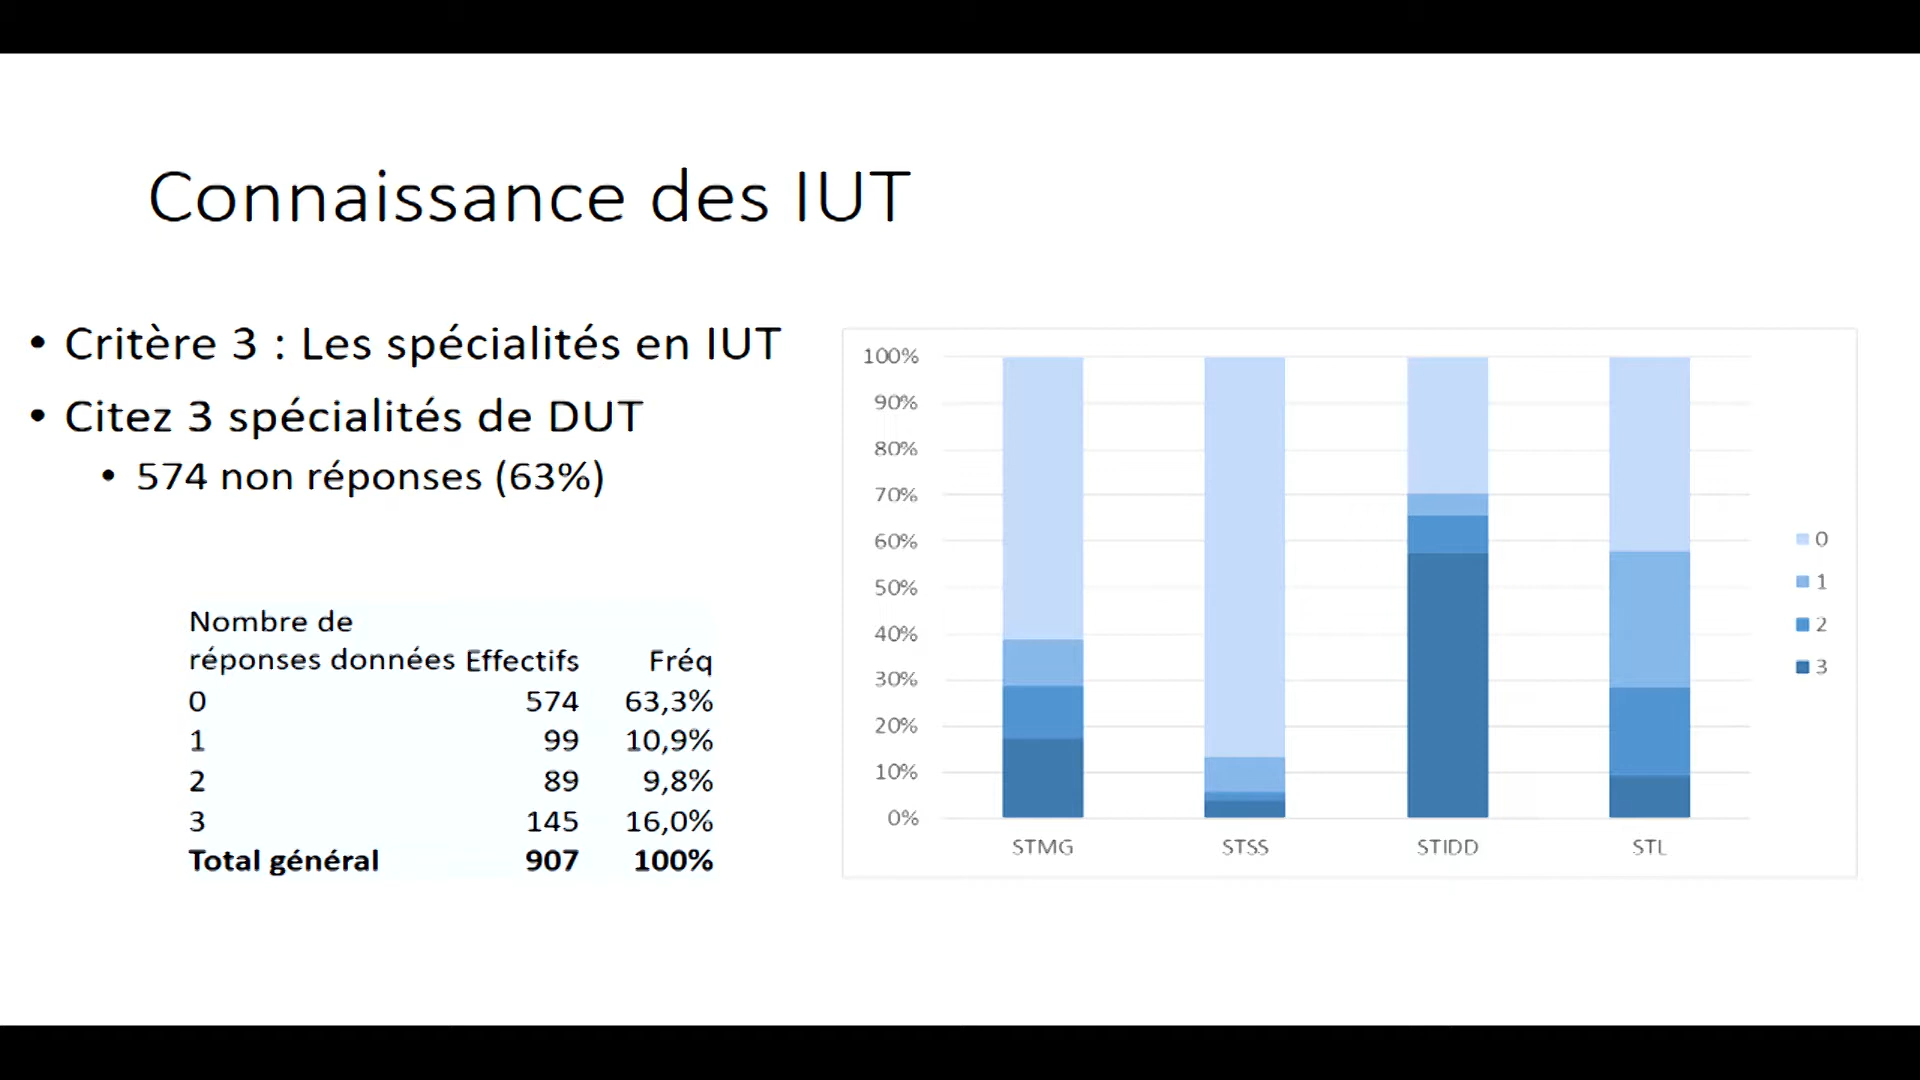 Connaissance des IUT
• Critère 3 : Les spécialités en IUT
• Citez 3 spécialités de DUT
• 574 non réponses (63%)
Nombre de
réponses données Effectifs Fréq
0 574 63,3%
1 99 10,9%
2 89 9,8%
3 145 16,0%
Total général 907 100%
100%
90%
80%
70%
60%
50%
40%
30%
20%
10%
0%
STMG STSS STIDD STL
0
1
2
3